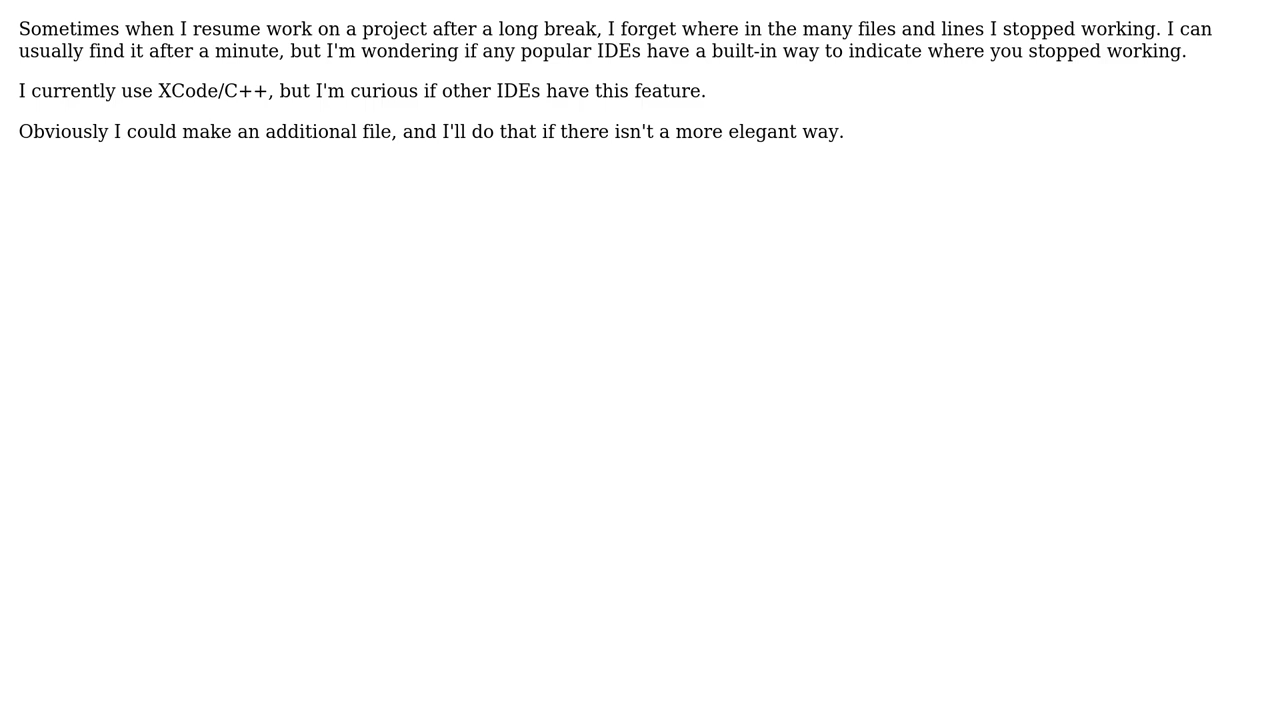 Sometimes when I resume work on a project after a long break, I forget where in the many files and lines I stopped working. I can
usually find it after a minute, but I'm wondering if any popular IDEs have a built-in way to indicate where you stopped working.
I currently use XCode/C++, but I'm curious if other IDEs have this feature.
Obviously I could make an additional file, and I'll do that if there isn't a more elegant way.